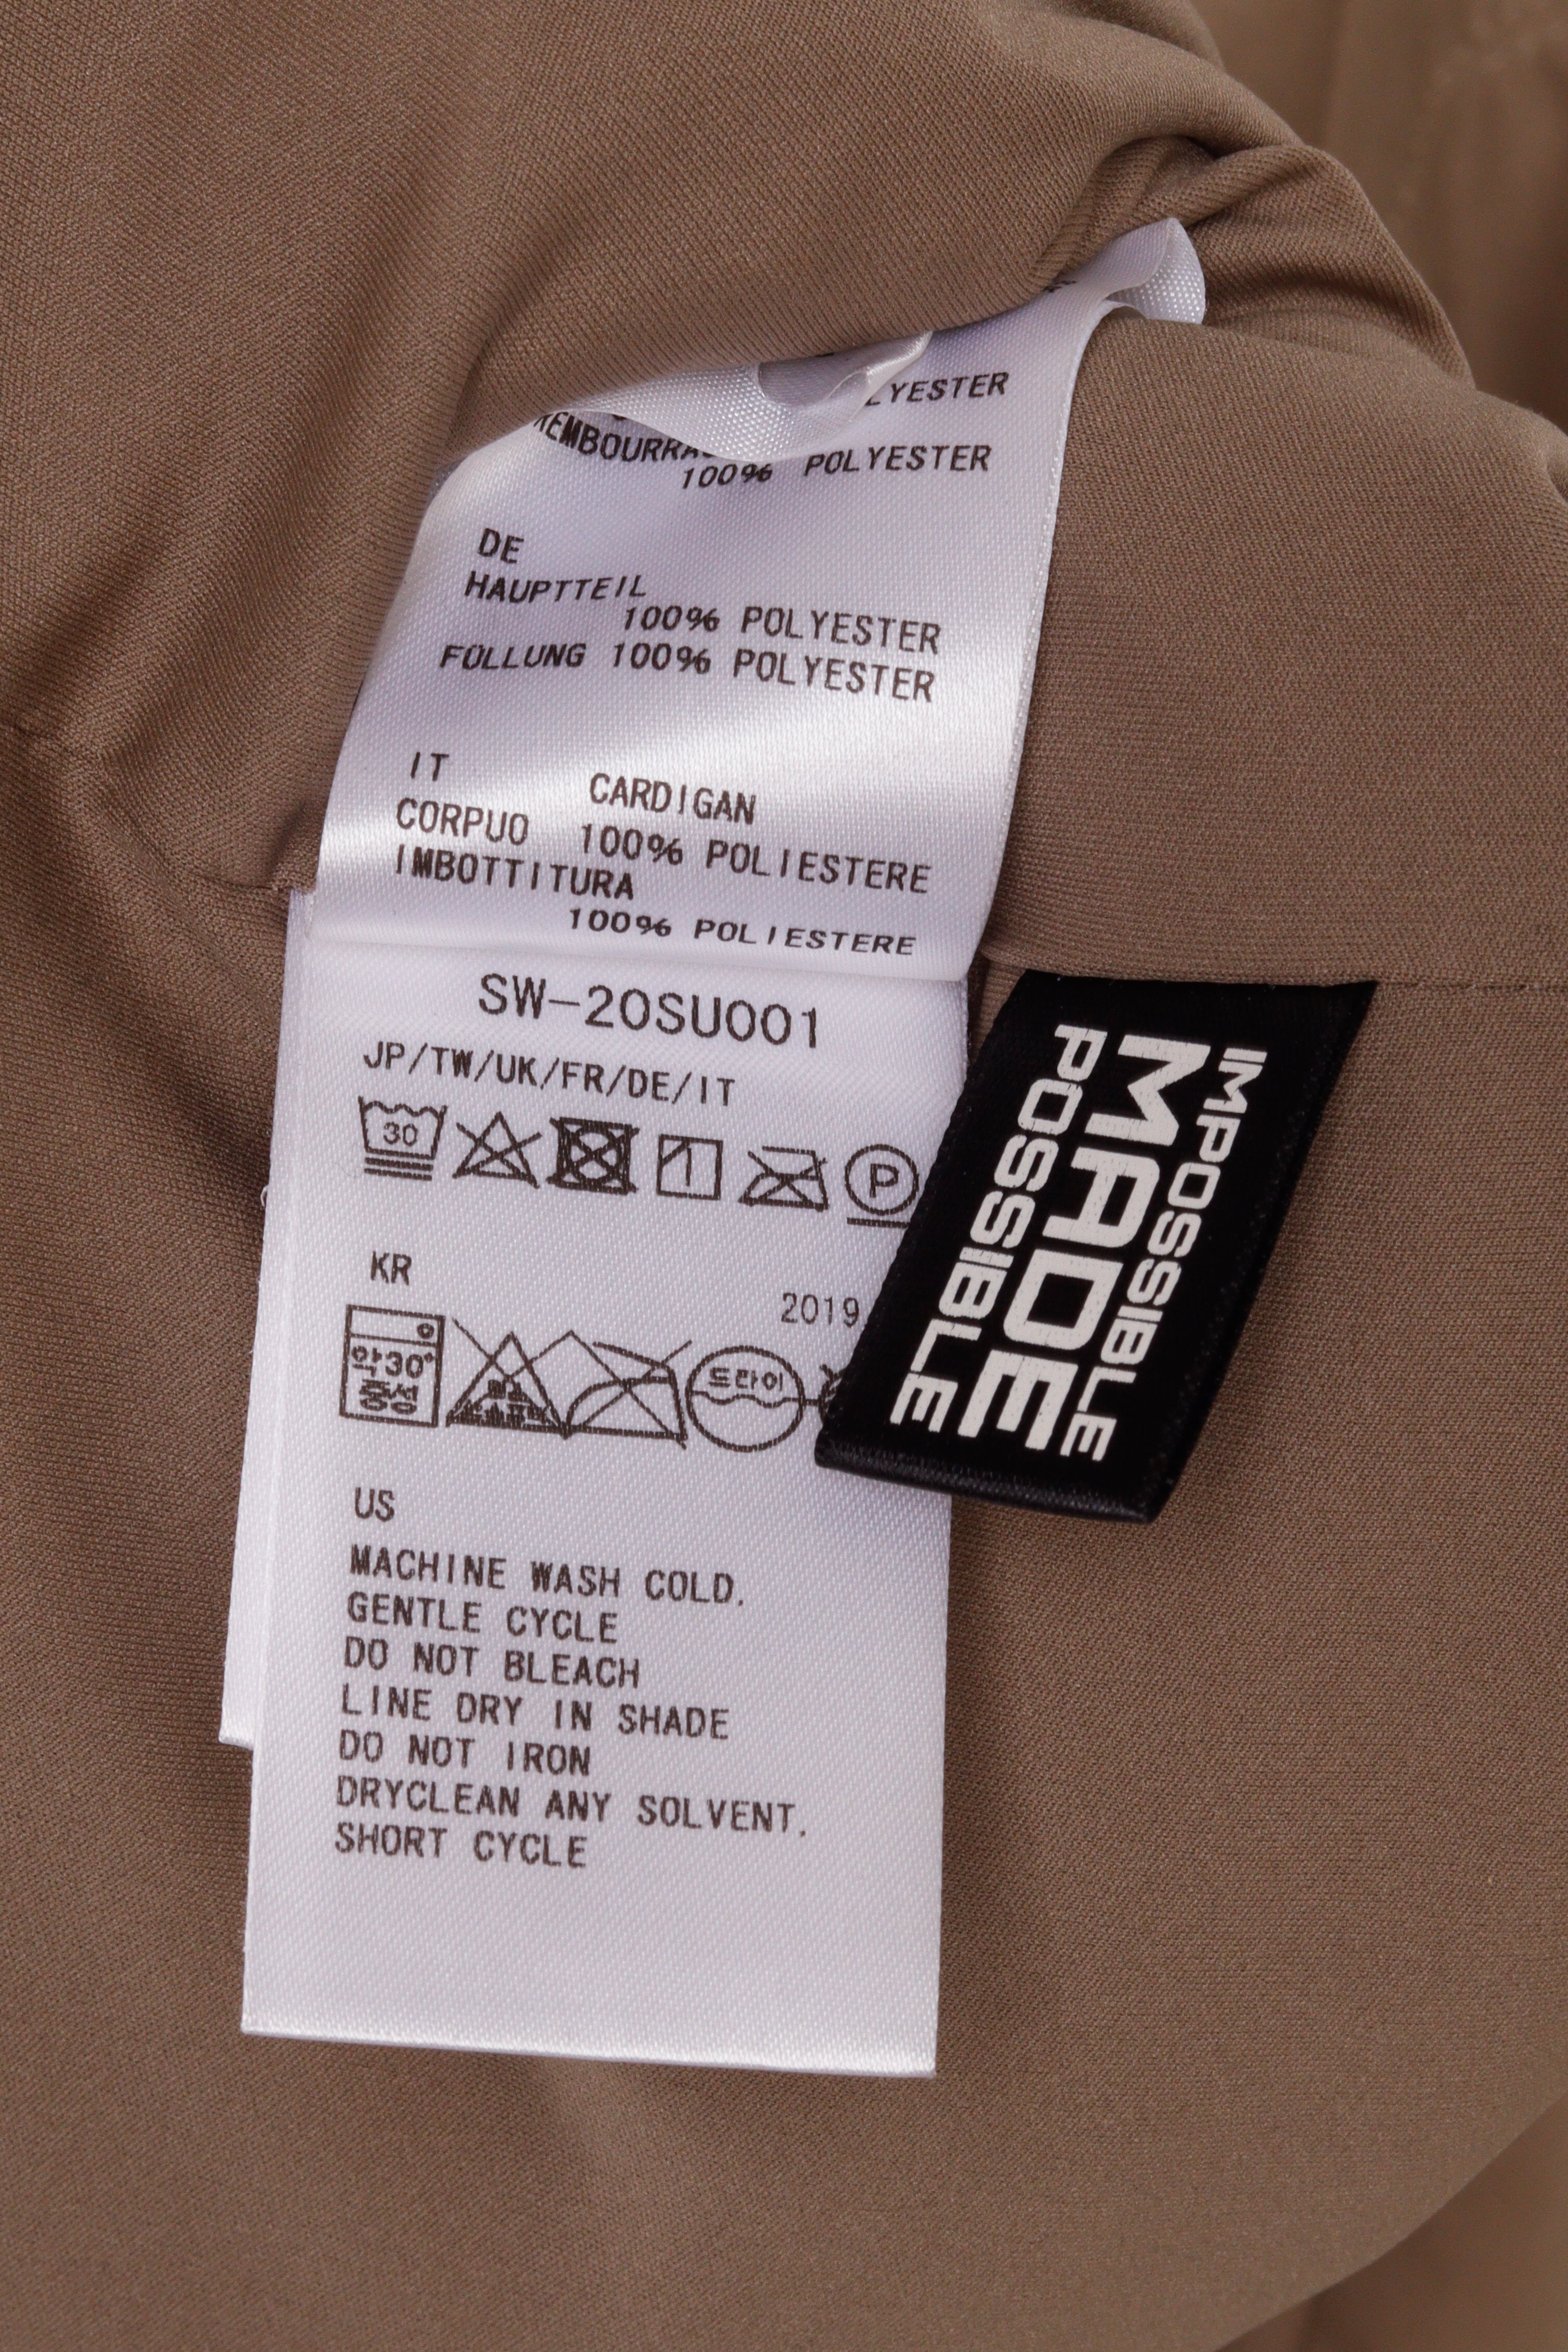 LYESTER
100% POLYESTER
DE
HAUPTTEIL
100% POLYESTER
FÜLLUNG 100% POLYESTER
IT
CARDIGAN
CORPUO 100% POLIESTERE
IMBOTTITURA
100% POLIESTERE
SW-20SU001
JP/TW/UK/FR/DE/IT
30
P
KR
2019
약30°
중성
드라이
US
MACHINE WASH COLD.
GENTLE CYCLE
DO NOT BLEACH
LINE DRY IN SHADE
DO NOT IRON
DRYCLEAN ANY SOLVENT.
SHORT CYCLE
IMPOSSIBLE
MADE
POSSIBLE